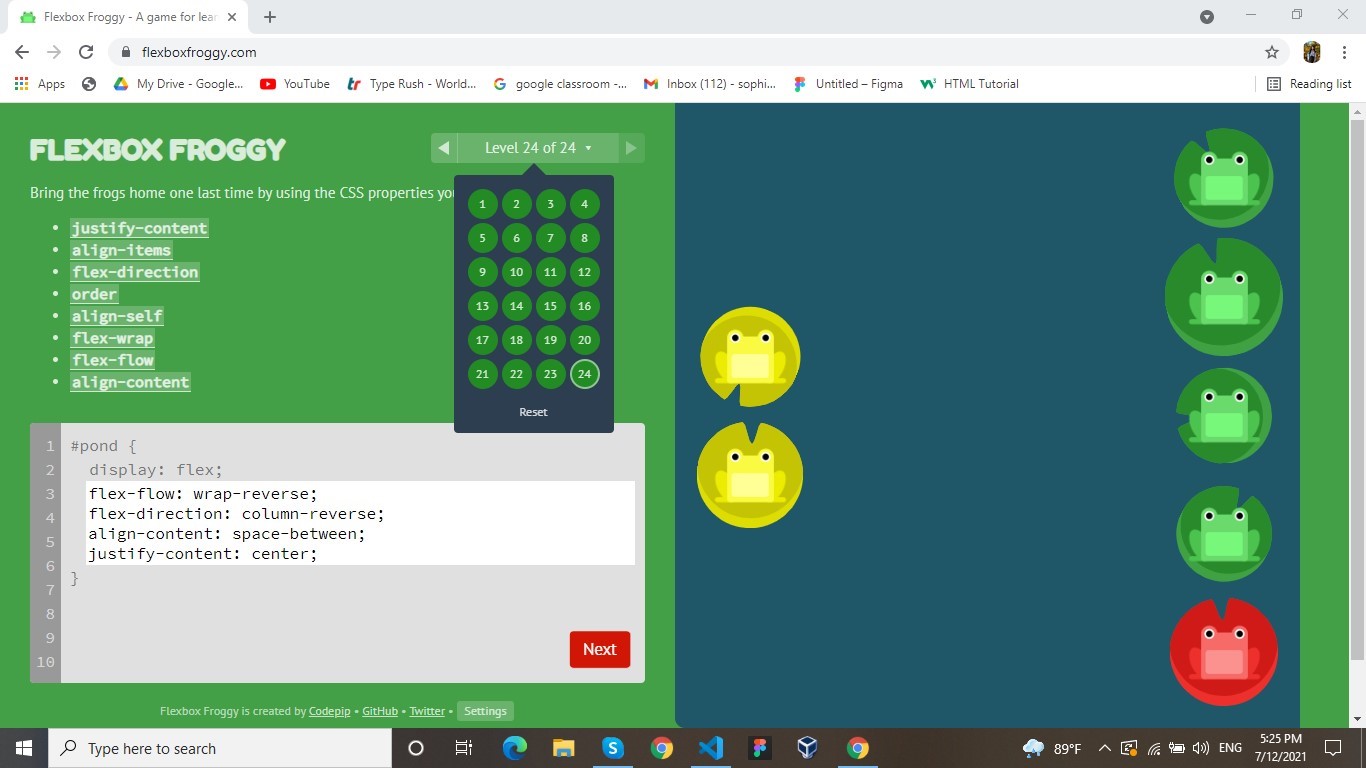 Flexbox Froggy - A game for lear
flexboxfroggy.com
Apps My Drive - Google... YouTube Type Rush - World... google classroom -... Inbox (112) - sophi... Untitled – Figma HTML Tutorial Reading list
FLEXBOX FROGGY
Level 24 of 24
Bring the frogs home one last time by using the CSS properties yo
justify-content
align-items
flex-direction
order
align-self
flex-wrap
flex-flow
align-content
1 2 3 4
5 6 7 8
9 10 11 12
13 14 15 16
17 18 19 20
21 22 23 24
Reset
1 #pond {
2 display: flex;
3 flex-flow: wrap-reverse;
4 flex-direction: column-reverse;
5 align-content: space-between;
6 justify-content: center;
7 }
8
9
10
Next
Flexbox Froggy is created by Codepip • GitHub • Twitter • Settings
Type here to search
89°F
ENG
5:25 PM
7/12/2021